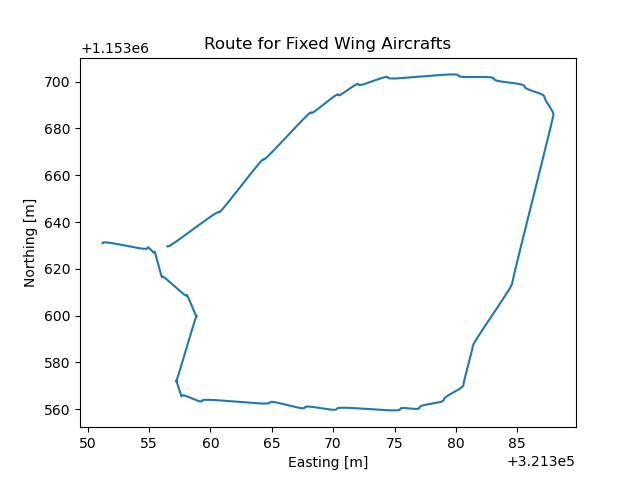 Route for Fixed Wing Aircrafts
+1.153e6
700
680
660
640
620
600
580
560
Northing [m]
50 55 60 65 70 75 80 85
Easting [m]
+3.213e5